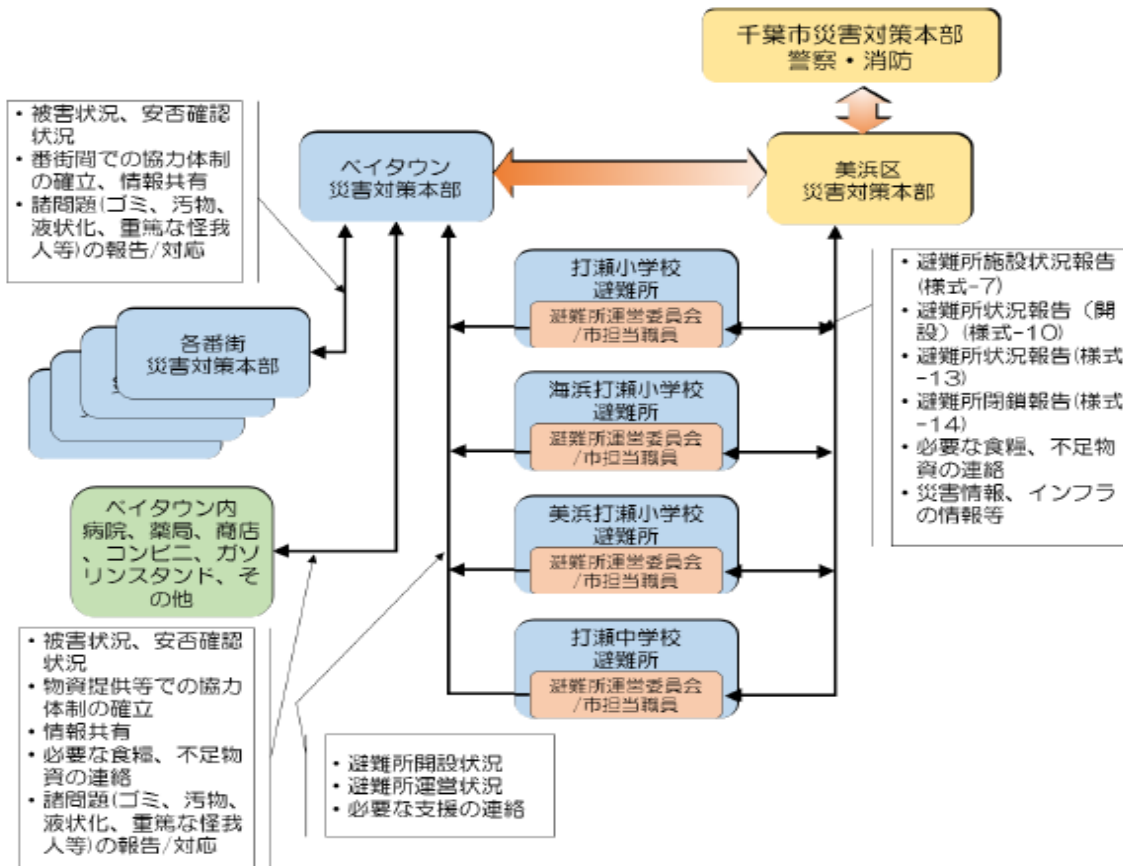 千葉市災害対策本部
警察・消防
・被害状況、安否確認
状況
・番街間での協力体制
の確立、情報共有
・諸問題(ゴミ、汚物、
液状化、重篤な怪我
人等)の報告/対応
ベイタウン
災害対策本部
美浜区
災害対策本部
各番街
災害対策本部
ベイタウン内
病院、薬局、商店
、コンビニ、ガソ
リンスタンド、そ
の他
打瀬小学校
避難所
避難所運営委員会
/市担当職員
海浜打瀬小学校
避難所
避難所運営委員会
/市担当職員
美浜打瀬小学校
避難所
避難所運営委員会
/市担当職員
打瀬中学校
避難所
避難所運営委員会
/市担当職員
・避難所施設状況報告
(様式-7)
・避難所状況報告（開
設）(様式-10)
・避難所状況報告(様式
-13)
・避難所閉鎖報告(様式
-14)
・必要な食糧、不足物
資の連絡
・災害情報、インフラ
の情報等
・被害状況、安否確認
状況
・物資提供等での協力
体制の確立
・情報共有
・必要な食糧、不足物
資の連絡
・諸問題(ゴミ、汚物、
液状化、重篤な怪我
人等)の報告/対応
・避難所開設状況
・避難所運営状況
・必要な支援の連絡